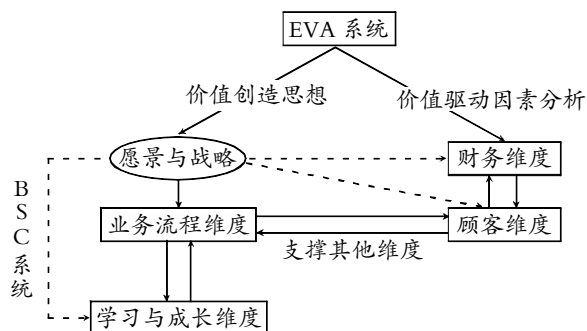 EVA 系统
价值创造思想
价值驱动因素分析
愿景与战略
财务维度
BSC系统
业务流程维度
顾客维度
支撑其他维度
学习与成长维度